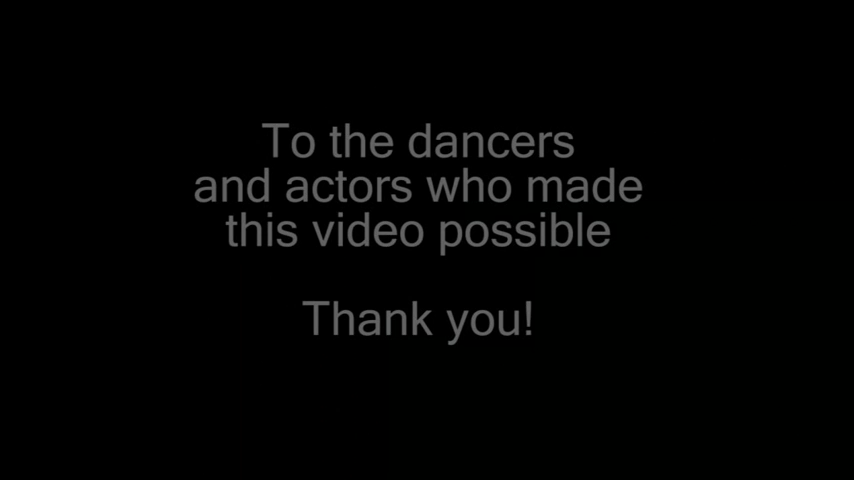 To the dancers
and actors who made
this video possible
Thank you!